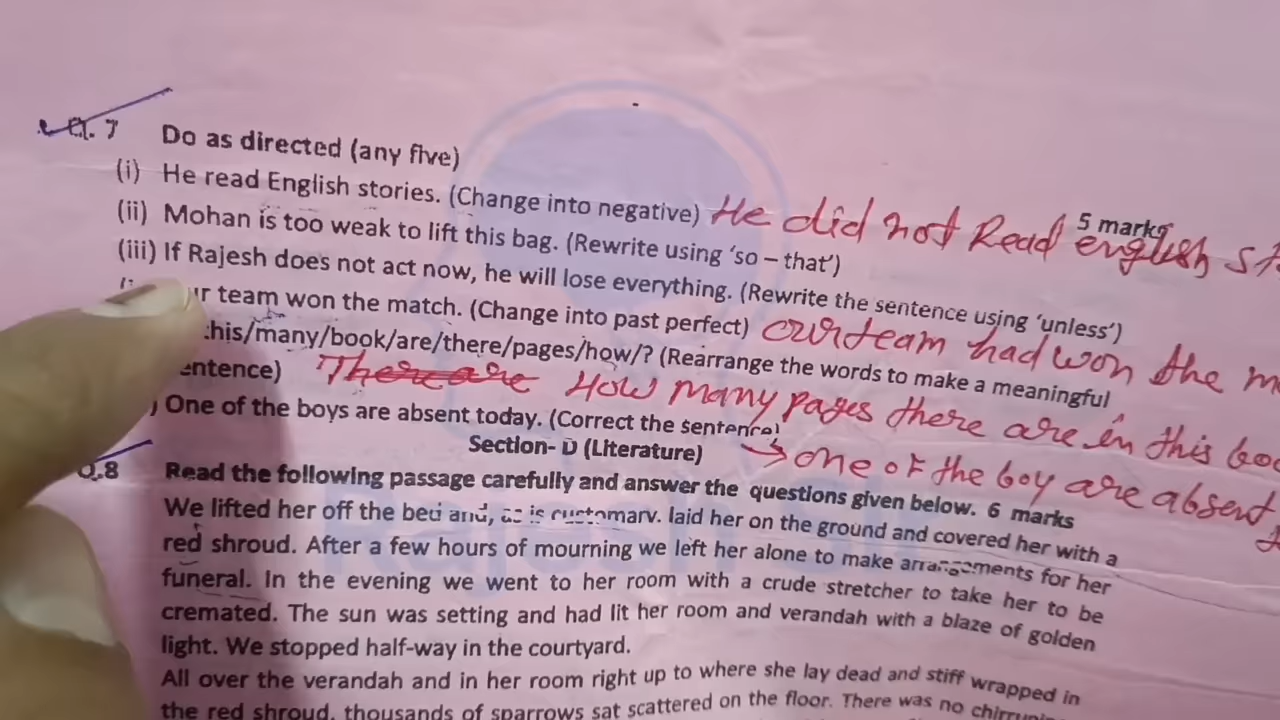 Q. 7 Do as directed (any five)
5 marks
(i) He read English stories. (Change into negative) He did not Read english
(ii) Mohan is too weak to lift this bag. (Rewrite using ‘so – that’)
(iii) If Rajesh does not act now, he will lose everything. (Rewrite the sentence using ‘unless’)
team won the match. (Change into past perfect) our team had won the
this/many/book/are/there/pages/how/? (Rearrange the words to make a meaningful
sentence) There are How many pages there are in this
One of the boys are absent today. (Correct the sentence)
one of the boy are absent
Section- D (Literature)
Q.8 Read the following passage carefully and answer the questions given below. 6 marks
We lifted her off the bed and, as is customary, laid her on the ground and covered her with a
red shroud. After a few hours of mourning we left her alone to make arrangements for her
funeral. In the evening we went to her room with a crude stretcher to take her to be
cremated. The sun was setting and had lit her room and verandah with a blaze of golden
light. We stopped half-way in the courtyard.
All over the verandah and in her room right up to where she lay dead and stiff wrapped in
the red shroud, thousands of sparrows sat scattered on the floor. There was no